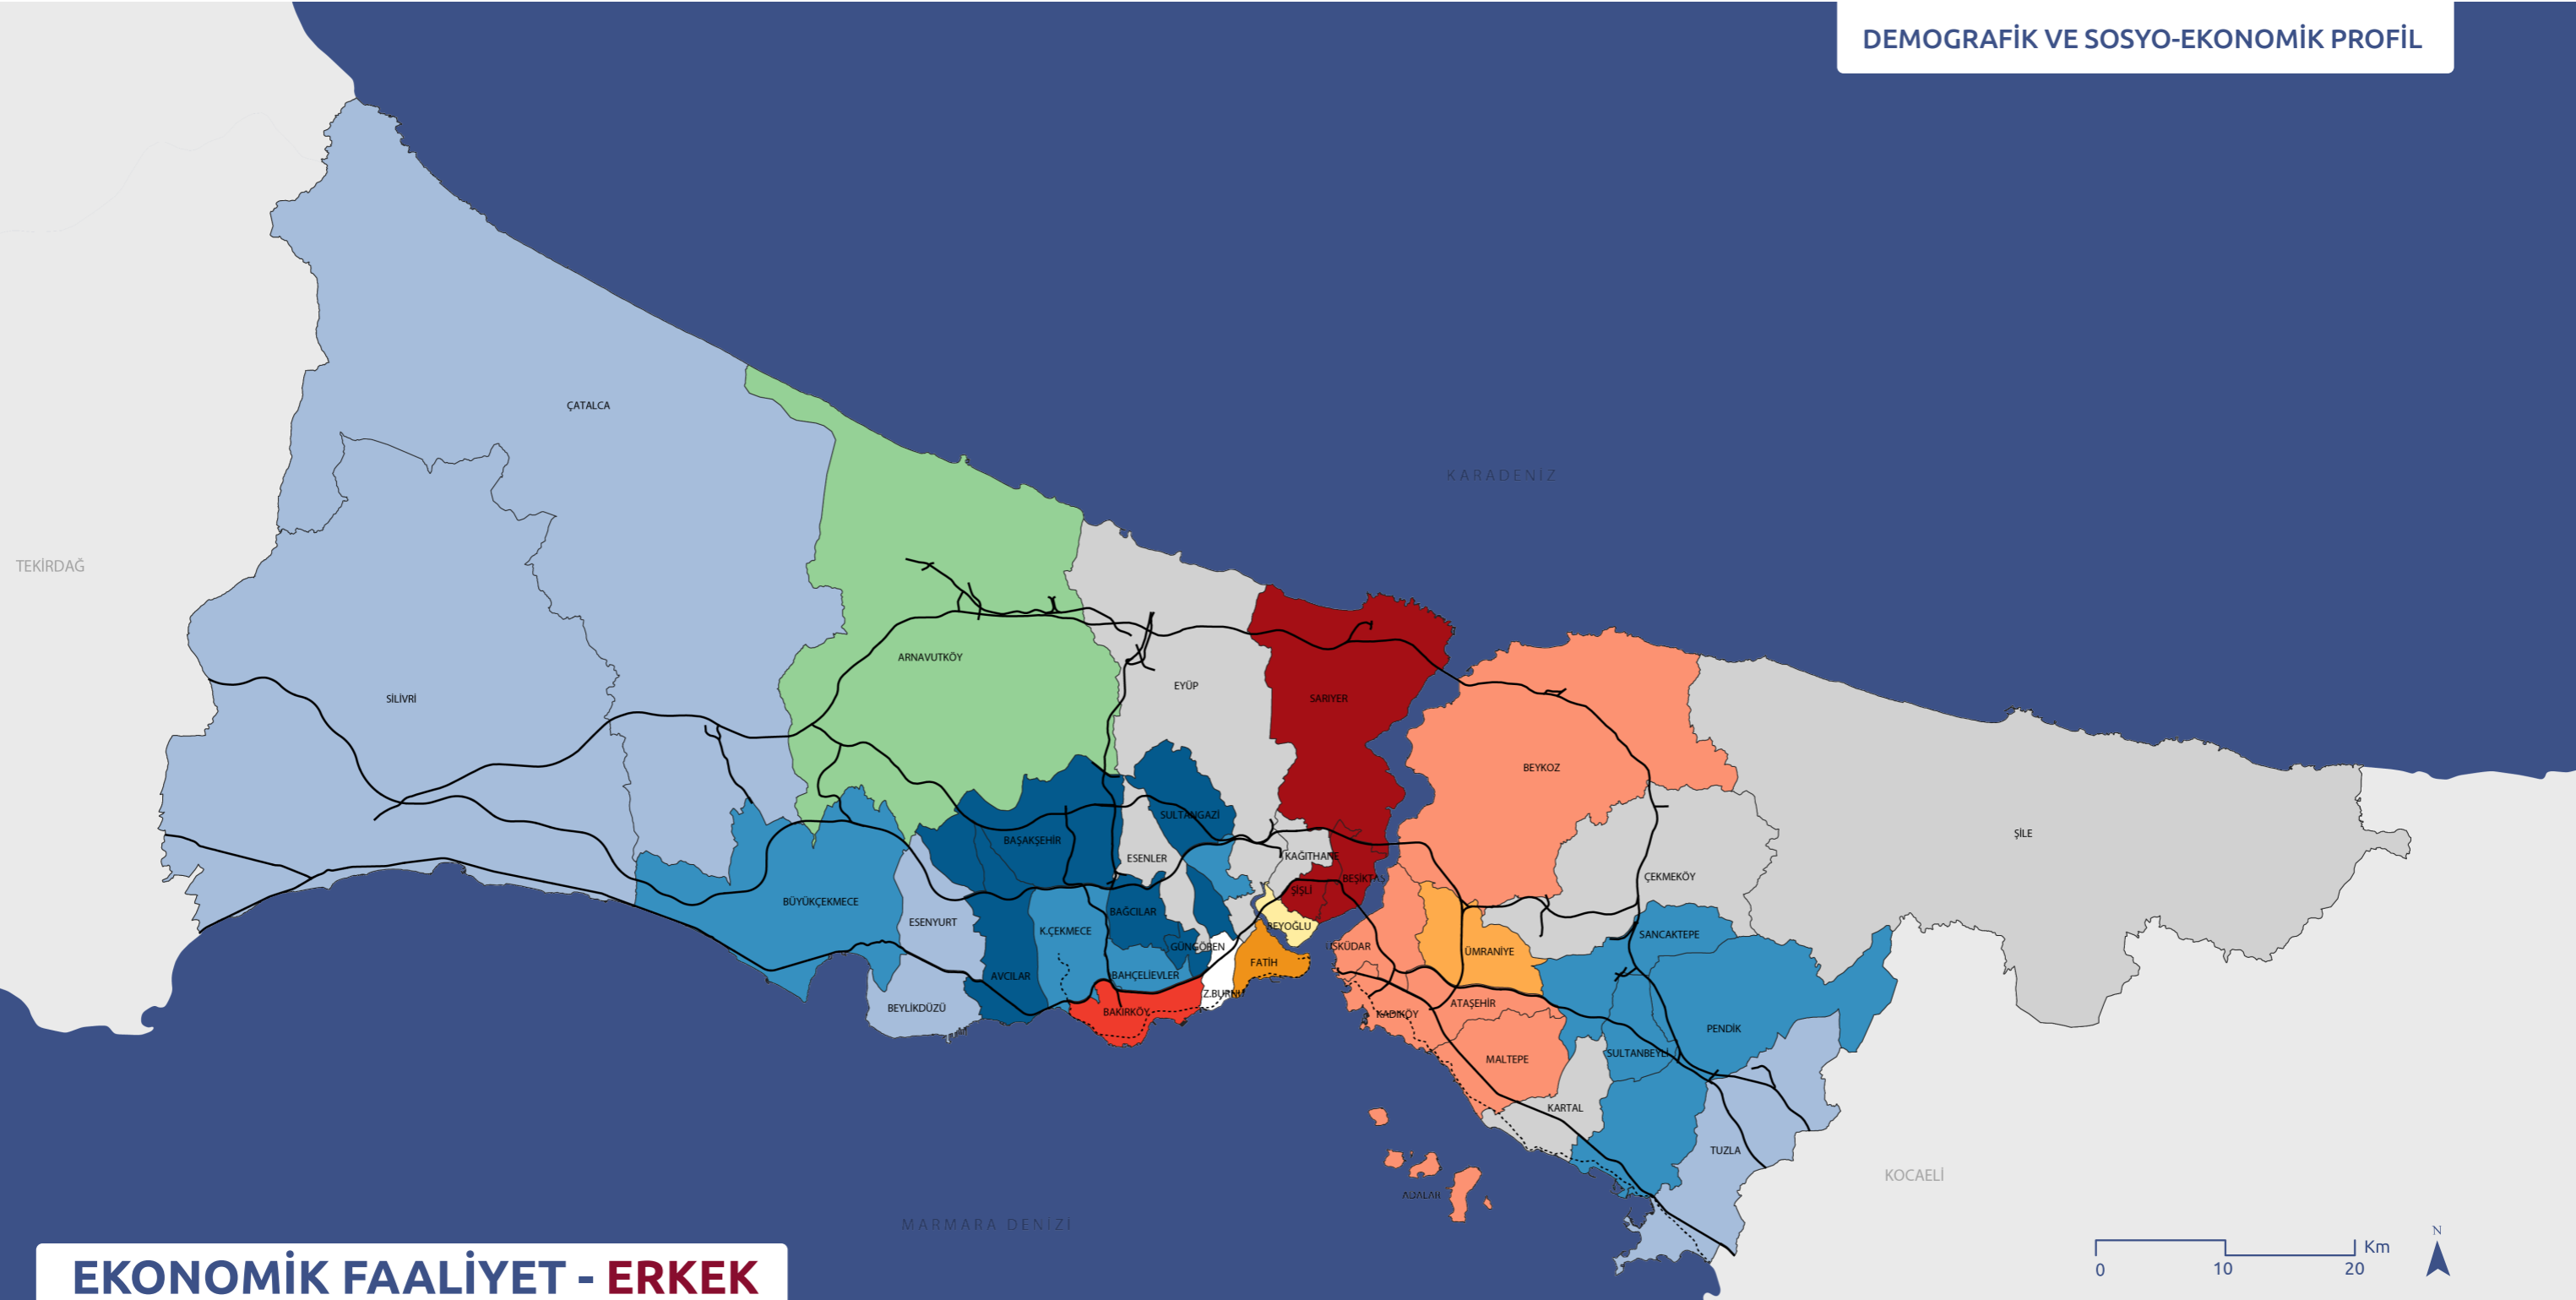 DEMOGRAFİK VE SOSYO-EKONOMİK PROFİL
ÇATALCA
KARADENİZ
TEKİRDAĞ
ARNAVUTKÖY
EYÜP
SİLİVRİ
SARIYER
BEYKOZ
SULTANGAZİ
ŞİLE
BAŞAKŞEHİR
ESENLER
KAĞITHANE
ÇEKMEKÖY
BEŞİKTAŞ
ŞİŞLİ
BÜYÜKÇEKMECE
BAĞCILAR
ESENYURT
BEYOĞLU
K.ÇEKMECE
SANCAKTEPE
GÜNGÖREN
ÜSKÜDAR
ÜMRANİYE
FATİH
AVCILAR
BAHÇELİEVLER
Z.BURNU
ATAŞEHİR
BEYLİKDÜZÜ
BAKIRKÖY
KADIKÖY
PENDİK
SULTANBEYLİ
MALTEPE
KARTAL
TUZLA
KOCAELİ
ADALAR
MARMARA DENİZİ
N
Km
0 10 20
EKONOMİK FAALİYET - ERKEK